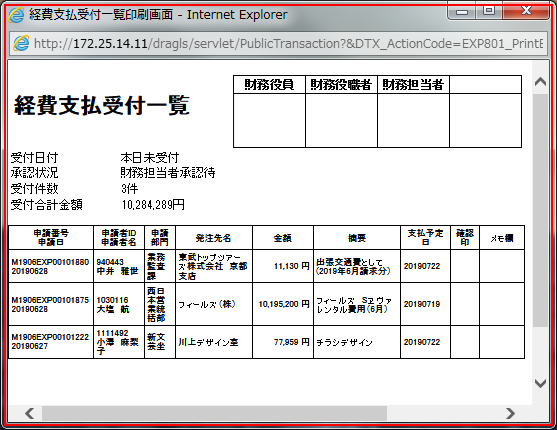 経費支払受付一覧印刷画面 - Internet Explorer
http://172.25.14.11/dragls/servlet/PublicTransaction?&DTX_ActionCode=EXP801_PrintE
経費支払受付一覧
財務役員 財務役職者 財務担当者
受付日付 本日未受付
承認状況 財務担当者承認待
受付件数 3件
受付合計金額 10,284,289円
申請番号 申請者ID 申請 発注先名 金額 摘要 支払予定 確認 メモ欄
申請日 申請者名 部門 日 印
M1906EXP00101880 940443 業務 東武トップツアー 11,130 円 出張交通費として 20190722
20190628 中井 雅世 監査 ズ株式会社 京都 (2019年6月請求分)
課 支店
M1906EXP00101875 1030116 西日 フィールズ(株) 10,195,200 円 フィールズ Sヱヴァ 20190719
20190628 大塩 航 本営 レンタル費用(6月)
業統
括部
M1906EXP00101222 1111492 新文 川上デザイン室 77,959 円 チラシデザイン 20190722
20190627 小澤 麻梨 芸坐
子